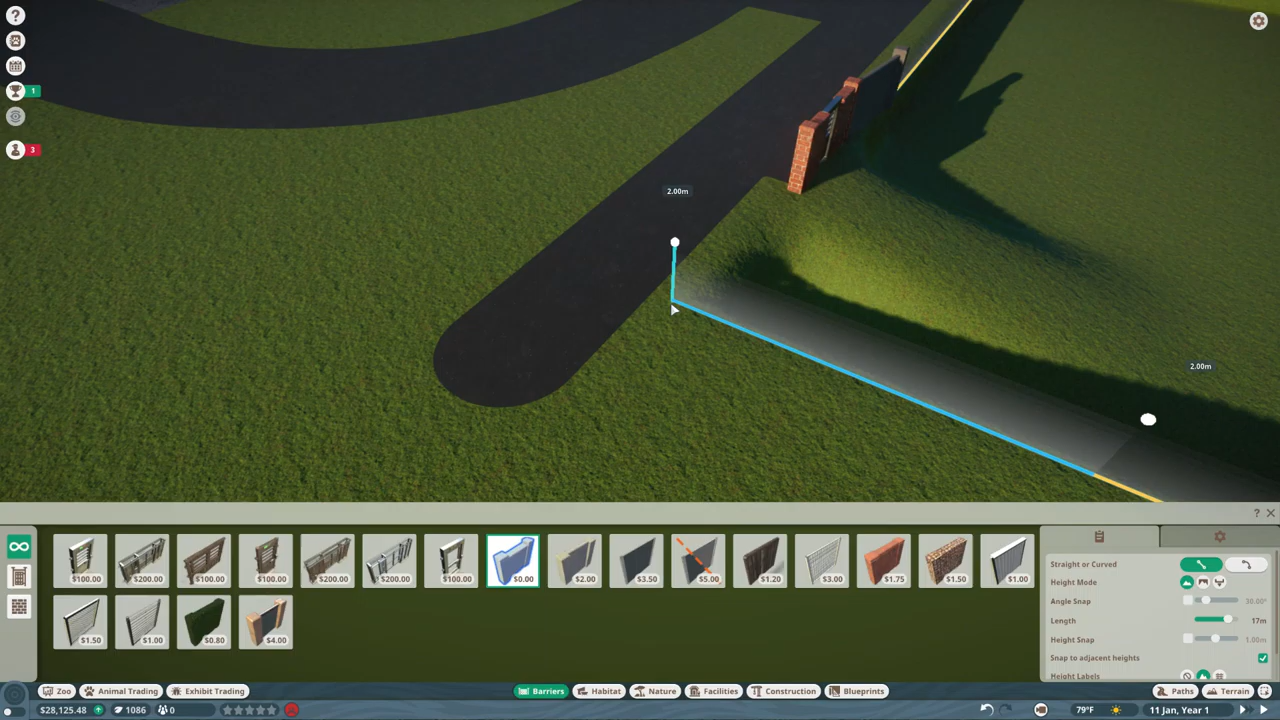 ?
1
3
2.00m
2.00m
?
$100.00
$200.00
$100.00
$100.00
$200.00
$200.00
$100.00
$0.00
$2.00
$3.50
$5.00
$1.20
$3.00
$1.75
$1.50
$1.00
$1.50
$1.00
$0.80
$4.00
Straight or Curved
Height Mode
Angle Snap 30.00°
Length 17m
Height Snap 1.00m
Snap to adjacent heights
Height Labels
Zoo Animal Trading Exhibit Trading Barriers Habitat Nature Facilities Construction Blueprints Paths Terrain
$28,125.48 1086 0 79°F 11 Jan, Year 1